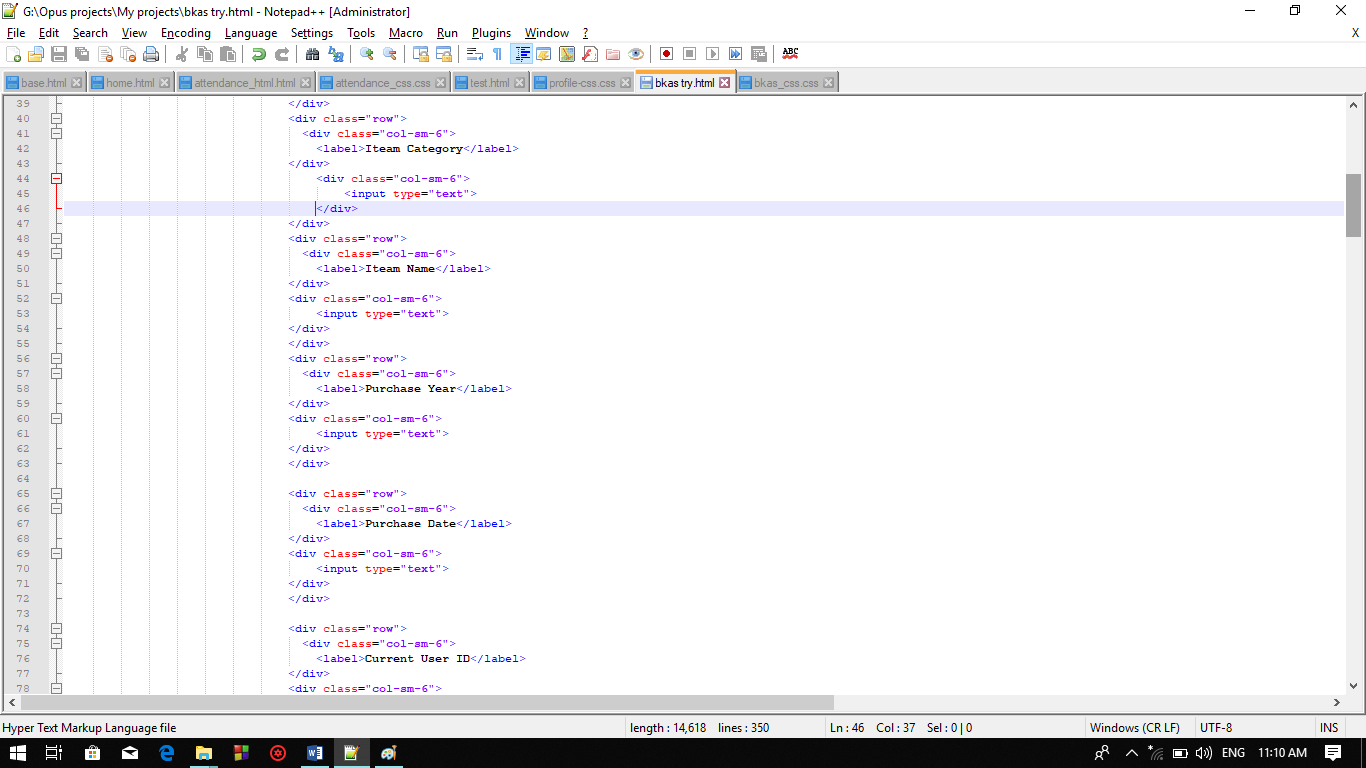 G:\Opus projects\My projects\bkas try.html - Notepad++ [Administrator]
File Edit Search View Encoding Language Settings Tools Macro Run Plugins Window ? X
ABC
base.html home.html attendance_html.html attendance_css.css test.html profile-css.css bkas try.html bkas_css.css
39 </div>
40 <div class="row">
41 <div class="col-sm-6">
42 <label>Iteam Category</label>
43 </div>
44 <div class="col-sm-6">
45 <input type="text">
46 </div>
47 </div>
48 <div class="row">
49 <div class="col-sm-6">
50 <label>Iteam Name</label>
51 </div>
52 <div class="col-sm-6">
53 <input type="text">
54 </div>
55 </div>
56 <div class="row">
57 <div class="col-sm-6">
58 <label>Purchase Year</label>
59 </div>
60 <div class="col-sm-6">
61 <input type="text">
62 </div>
63 </div>
64
65 <div class="row">
66 <div class="col-sm-6">
67 <label>Purchase Date</label>
68 </div>
69 <div class="col-sm-6">
70 <input type="text">
71 </div>
72 </div>
73
74 <div class="row">
75 <div class="col-sm-6">
76 <label>Current User ID</label>
77 </div>
78 <div class="col-sm-6">
Hyper Text Markup Language file length : 14,618 lines : 350 Ln : 46 Col : 37 Sel : 0 | 0 Windows (CR LF) UTF-8 INS
ENG 11:10 AM